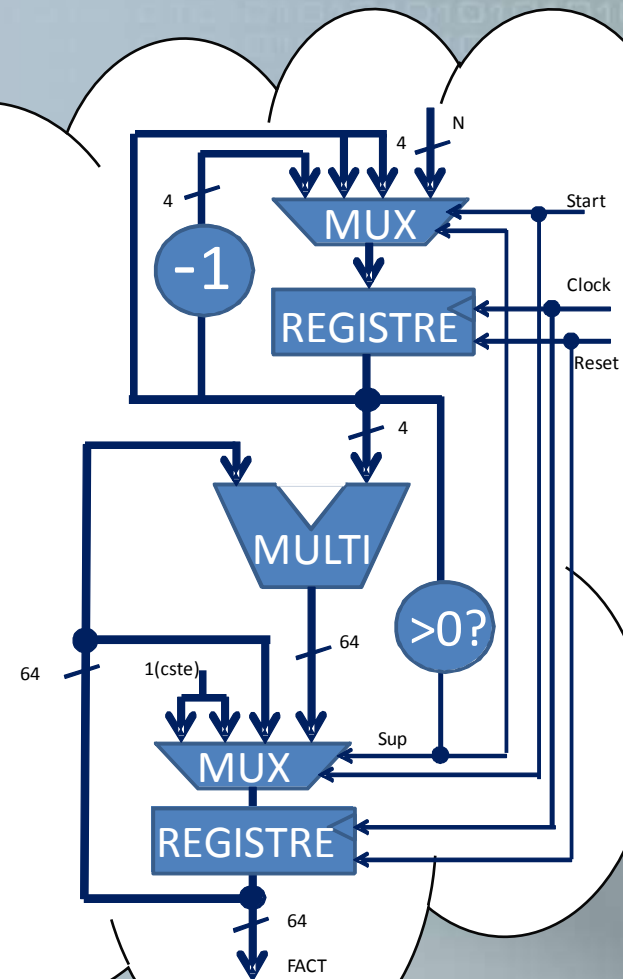 N
4
4
Start
MUX
-1
Clock
REGISTRE
Reset
4
MULTI
>0?
64
64
1(cste)
Sup
MUX
REGISTRE
64
FACT